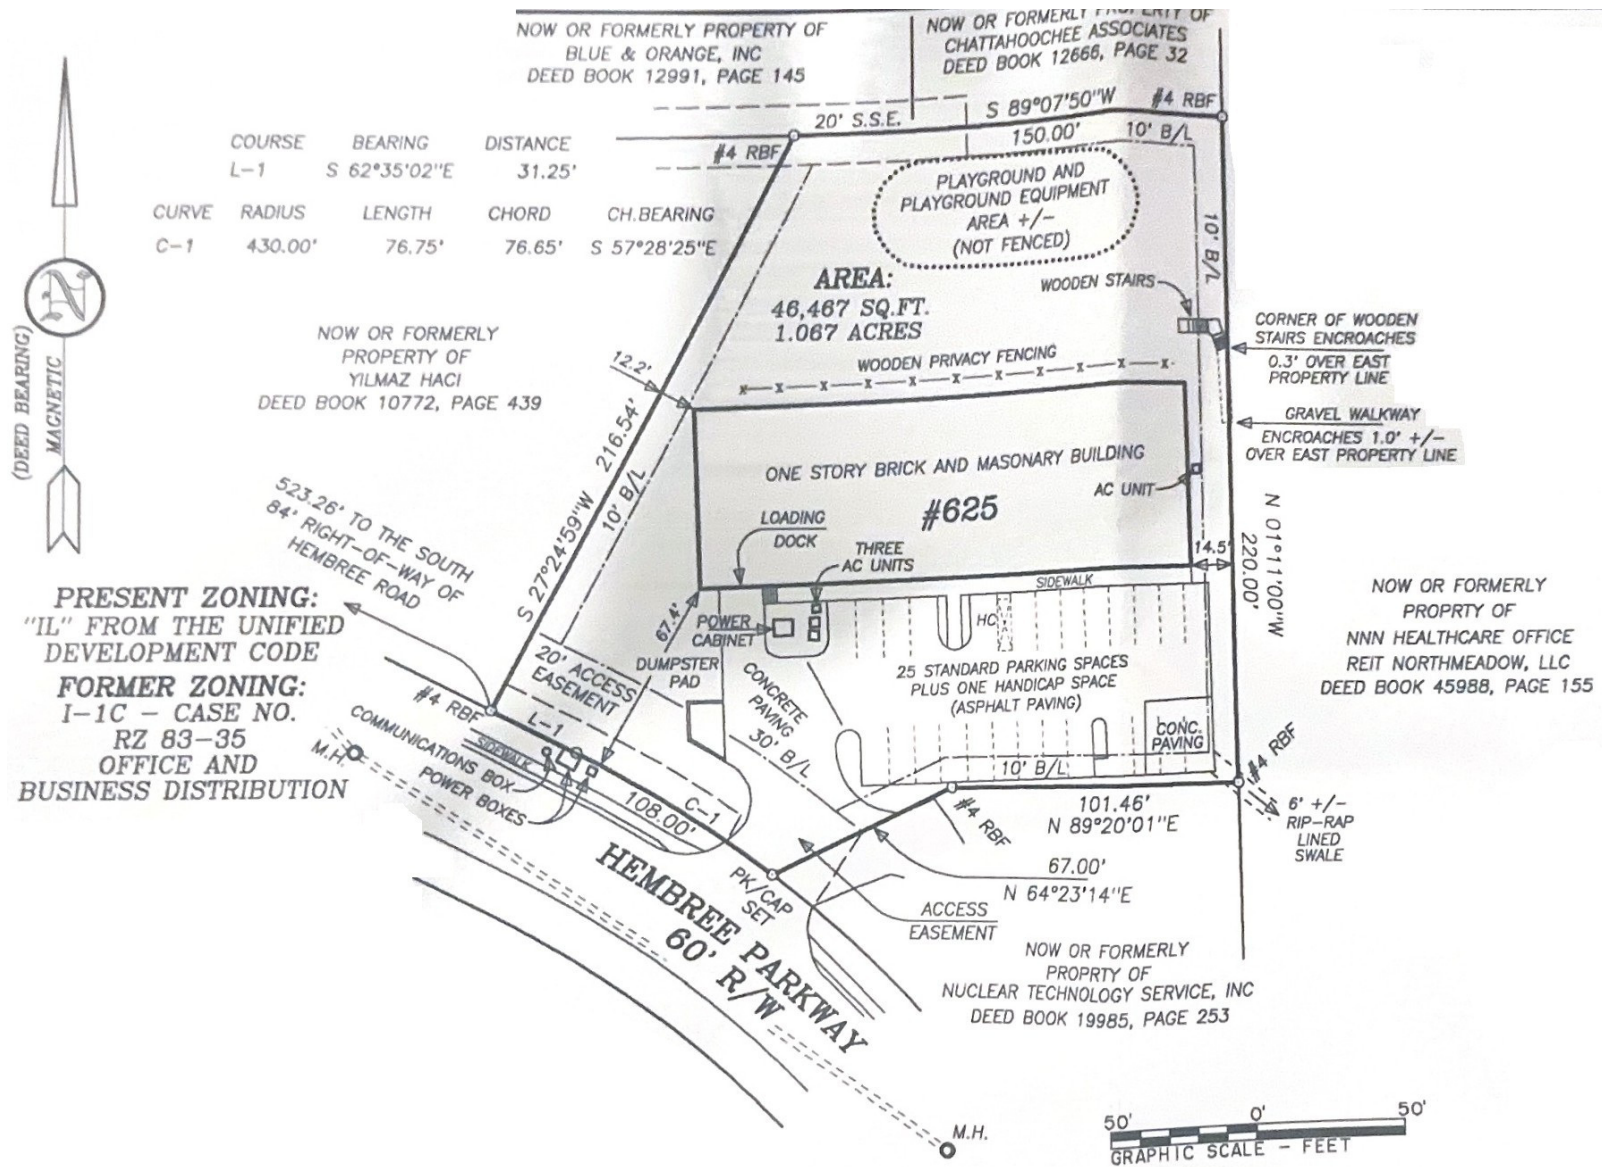 NOW OR FORMERLY PROPERTY OF
BLUE & ORANGE, INC
DEED BOOK 12991, PAGE 145
NOW OR FORMERLY PROPERTY OF
CHATTAHOOCHEE ASSOCIATES
DEED BOOK 12666, PAGE 32
S 89°07'50"W
#4 RBF
20' S.S.E.
150.00'
10' B/L
#4 RBF
COURSE BEARING DISTANCE
L-1 S 62°35'02"E 31.25'
CURVE RADIUS LENGTH CHORD CH.BEARING
C-1 430.00' 76.75' 76.65' S 57°28'25"E
PLAYGROUND AND
PLAYGROUND EQUIPMENT
AREA +/-
(NOT FENCED)
10' B/L
AREA:
46,467 SQ.FT.
1.067 ACRES
WOODEN STAIRS
N
(DEED BEARING)
MAGNETIC
NOW OR FORMERLY
PROPERTY OF
YILMAZ HACI
DEED BOOK 10772, PAGE 439
CORNER OF WOODEN
STAIRS ENCROACHES
0.3' OVER EAST
PROPERTY LINE
WOODEN PRIVACY FENCING
X X X X X X X X X X
12.2'
GRAVEL WALKWAY
ENCROACHES 1.0' +/-
OVER EAST PROPERTY LINE
S 27°24'59"W 216.54'
10' B/L
ONE STORY BRICK AND MASONARY BUILDING
#625
AC UNIT
LOADING
DOCK
THREE
AC UNITS
14.5'
N 01°11'00"W
220.00'
523.26' TO THE SOUTH
84' RIGHT-OF-WAY OF
HEMBREE ROAD
SIDEWALK
PRESENT ZONING:
"IL" FROM THE UNIFIED
DEVELOPMENT CODE
FORMER ZONING:
I-1C - CASE NO.
RZ 83-35
OFFICE AND
BUSINESS DISTRIBUTION
NOW OR FORMERLY
PROPRTY OF
NNN HEALTHCARE OFFICE
REIT NORTHMEADOW, LLC
DEED BOOK 45988, PAGE 155
67.4'
POWER
CABINET
HC
DUMPSTER
PAD
20' ACCESS
EASEMENT
CONCRETE
PAVING
25 STANDARD PARKING SPACES
PLUS ONE HANDICAP SPACE
(ASPHALT PAVING)
30' B/L
CONC.
PAVING
10' B/L
#4 RBF
#4 RBF
L-1
SIDEWALK
M.H.
COMMUNICATIONS BOX
POWER BOXES
C-1
108.00'
#4 RBF
101.46'
N 89°20'01"E
6' +/-
RIP-RAP
LINED
SWALE
67.00'
N 64°23'14"E
PK/CAP
SET
ACCESS
EASEMENT
HEMBREE PARKWAY
60' R/W
NOW OR FORMERLY
PROPRTY OF
NUCLEAR TECHNOLOGY SERVICE, INC
DEED BOOK 19985, PAGE 253
M.H.
50' 0' 50'
GRAPHIC SCALE - FEET